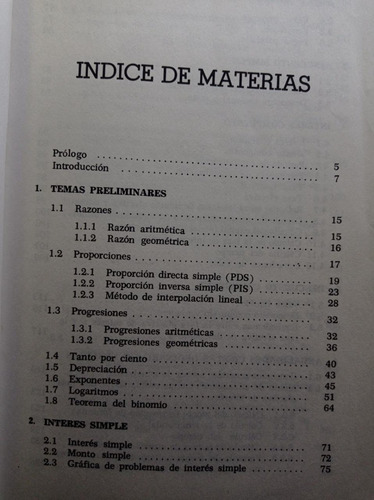 INDICE DE MATERIAS
Prólogo . . . . . . . . . . . . . . . . . . . . . . . . . . . . . . . . 5
Introducción . . . . . . . . . . . . . . . . . . . . . . . . . . . . 7
1. TEMAS PRELIMINARES
1.1 Razones . . . . . . . . . . . . . . . . . . . . . . . . . . . . 15
1.1.1 Razón aritmética . . . . . . . . . . . . . . . . . . . 15
1.1.2 Razón geométrica . . . . . . . . . . . . . . . . . . . 16
1.2 Proporciones . . . . . . . . . . . . . . . . . . . . . . . . . 17
1.2.1 Proporción directa simple (PDS) . . . . . . . . . . 19
1.2.2 Proporción inversa simple (PIS) . . . . . . . . . . 23
1.2.3 Método de interpolación lineal . . . . . . . . . . . 28
1.3 Progresiones . . . . . . . . . . . . . . . . . . . . . . . . . 32
1.3.1 Progresiones aritméticas . . . . . . . . . . . . . . 32
1.3.2 Progresiones geométricas . . . . . . . . . . . . . . 36
1.4 Tanto por ciento . . . . . . . . . . . . . . . . . . . . . . 40
1.5 Depreciación . . . . . . . . . . . . . . . . . . . . . . . . 43
1.6 Exponentes . . . . . . . . . . . . . . . . . . . . . . . . . 45
1.7 Logaritmos . . . . . . . . . . . . . . . . . . . . . . . . . 51
1.8 Teorema del binomio . . . . . . . . . . . . . . . . . . . . 64
2. INTERES SIMPLE
2.1 Interés simple . . . . . . . . . . . . . . . . . . . . . . . 71
2.2 Monto simple . . . . . . . . . . . . . . . . . . . . . . . . 72
2.3 Gráfica de problemas de interés simple . . . . . . . . . 75